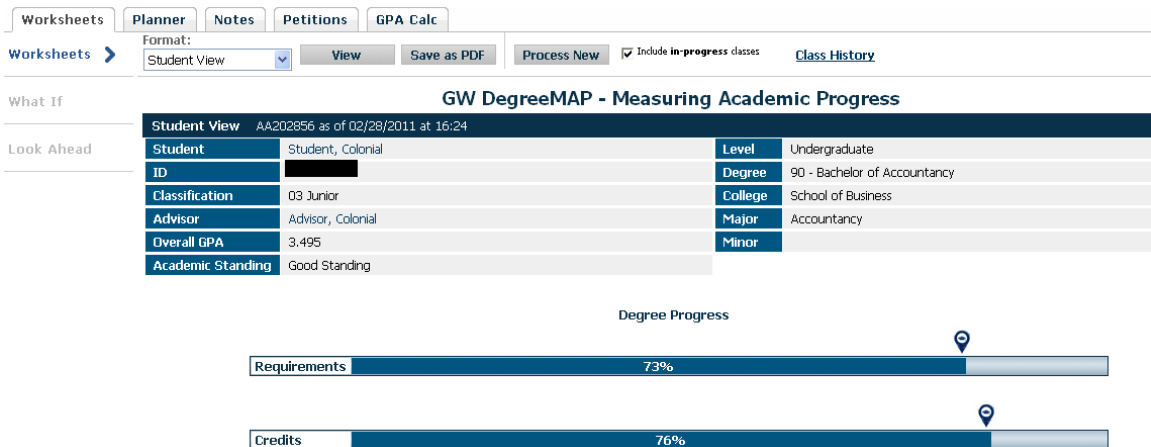 Worksheets Planner Notes Petitions GPA Calc
Worksheets
Format:
Student View View Save as PDF Process New Include in-progress classes Class History
What If
Look Ahead
GW DegreeMAP - Measuring Academic Progress
Student View AA202856 as of 02/28/2011 at 16:24
Student Student, Colonial Level Undergraduate
ID Degree 90 - Bachelor of Accountancy
Classification 03 Junior College School of Business
Advisor Advisor, Colonial Major Accountancy
Overall GPA 3.495 Minor
Academic Standing Good Standing
Degree Progress
Requirements 73%
Credits 76%